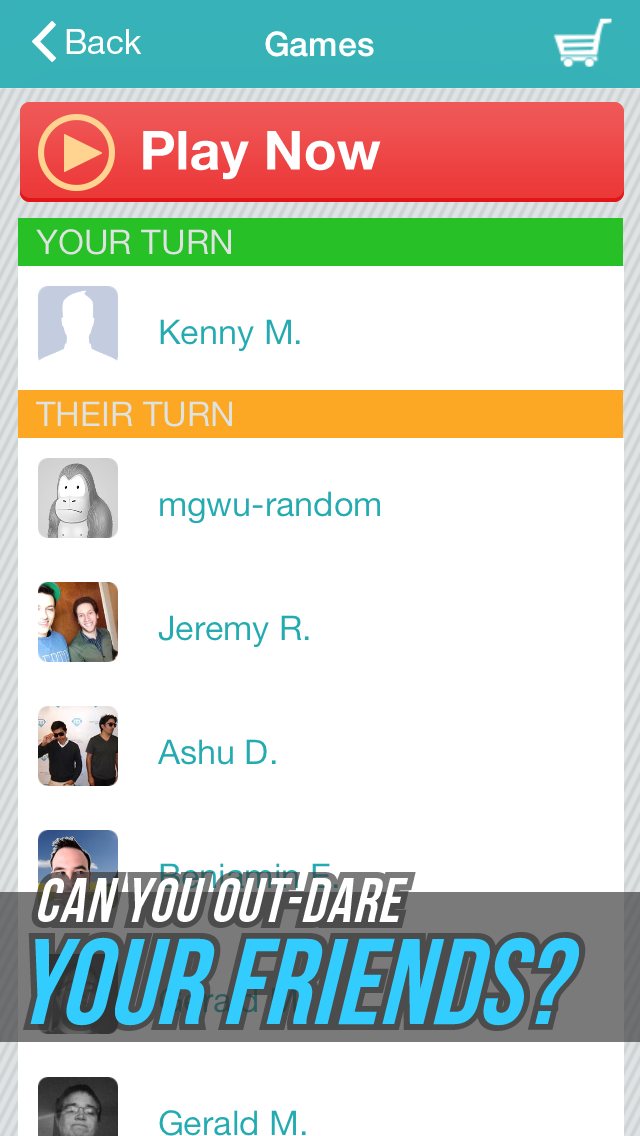 Back
Games
Play Now
YOUR TURN
Kenny M.
THEIR TURN
mgwu-random
Jeremy R.
Ashu D.
Benjamin F.
CAN YOU OUT-DARE
YOUR FRIENDS?
Gerald M.